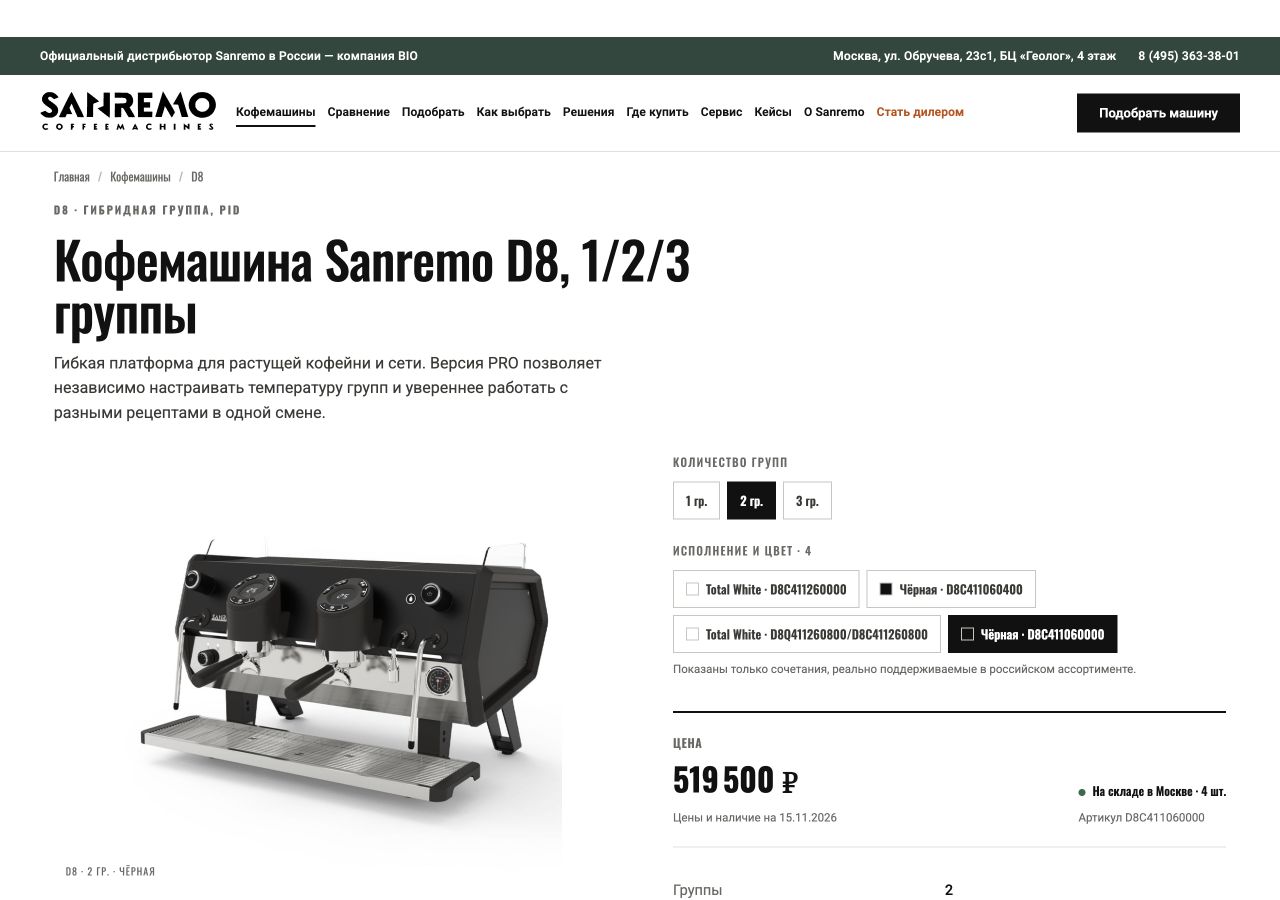 Официальный дистрибьютор Sanremo в России — компания BIO
Москва, ул. Обручева, 23с1, БЦ «Геолог», 4 этаж 8 (495) 363-38-01
SANREMO
COFFEEMACHINES
Кофемашины Сравнение Подобрать Как выбрать Решения Где купить Сервис Кейсы О Sanremo Стать дилером
Подобрать машину
Главная / Кофемашины / D8
D8 · ГИБРИДНАЯ ГРУППА, PID
Кофемашина Sanremo D8, 1/2/3
группы
Гибкая платформа для растущей кофейни и сети. Версия PRO позволяет
независимо настраивать температуру групп и увереннее работать с
разными рецептами в одной смене.
КОЛИЧЕСТВО ГРУПП
1 гр. 2 гр. 3 гр.
ИСПОЛНЕНИЕ И ЦВЕТ · 4
Total White · D8C411260000 Чёрная · D8C411060400
Total White · D8Q411260800/D8C411260800 Чёрная · D8C411060000
Показаны только сочетания, реально поддерживаемые в российском ассортименте.
ЦЕНА
519 500 ₽
На складе в Москве · 4 шт.
Цены и наличие на 15.11.2026
Артикул D8C411060000
D8 · 2 ГР. · ЧЁРНАЯ
Группы 2